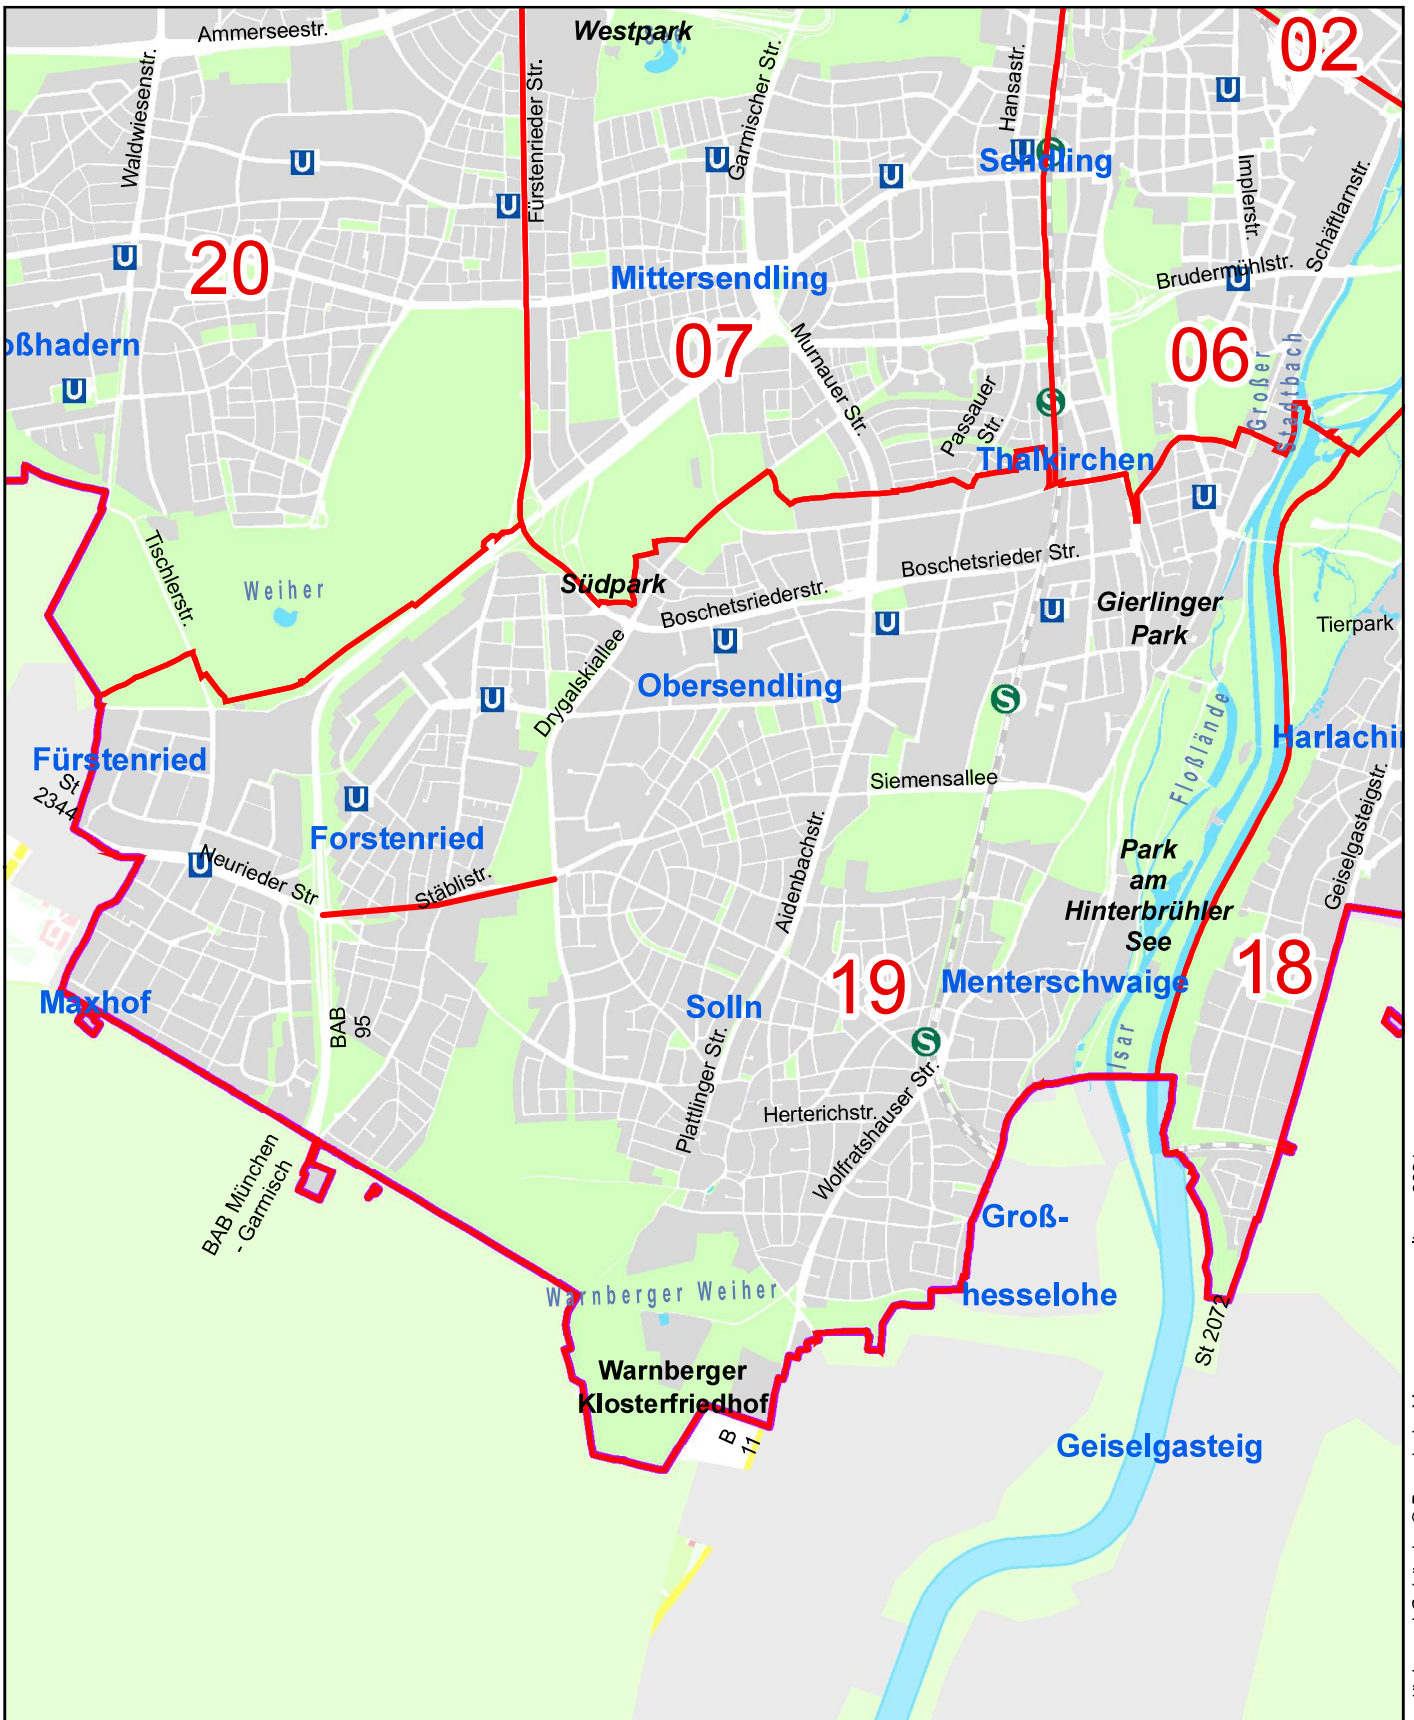 Ammerseestr.
Westpark
02
Waldwiesenstr.
Fürstenrieder Str.
Garmischer Str.
Hansastr.
U
U
U
U
U
U
S
Sendling
Implerstr.
Schäftlarnstr.
U
20
Mittersendling
Brudermühlstr.
U
oßhadern
07
Murnauer Str.
06
Großer
Stadtbach
U
Passauer
Str.
S
Thalkirchen
U
Tischlerstr.
Weiher
Südpark
Boschetsriederstr.
Boschetsrieder Str.
Gierlinger
Park
Tierpark
U
U
U
Drygalskiallee
Obersendling
U
S
Floßlände
Fürstenried
Harlachin
St
2344
Siemensallee
U
Forstenried
Geiselgasteigstr.
U
Neurieder Str
Stäblistr.
Aidenbachstr.
Park
am
Hinterbrühler
See
19
18
Menterschwaige
Maxhof
Solln
BAB
95
S
Isar
Plattlinger Str.
Herterichstr.
Wolfratshauser Str.
BAB München
- Garmisch
Groß-
hesselohe
Warnberger Weiher
St 2072
Warnberger
Klosterfriedhof
B
11
Geiselgasteig